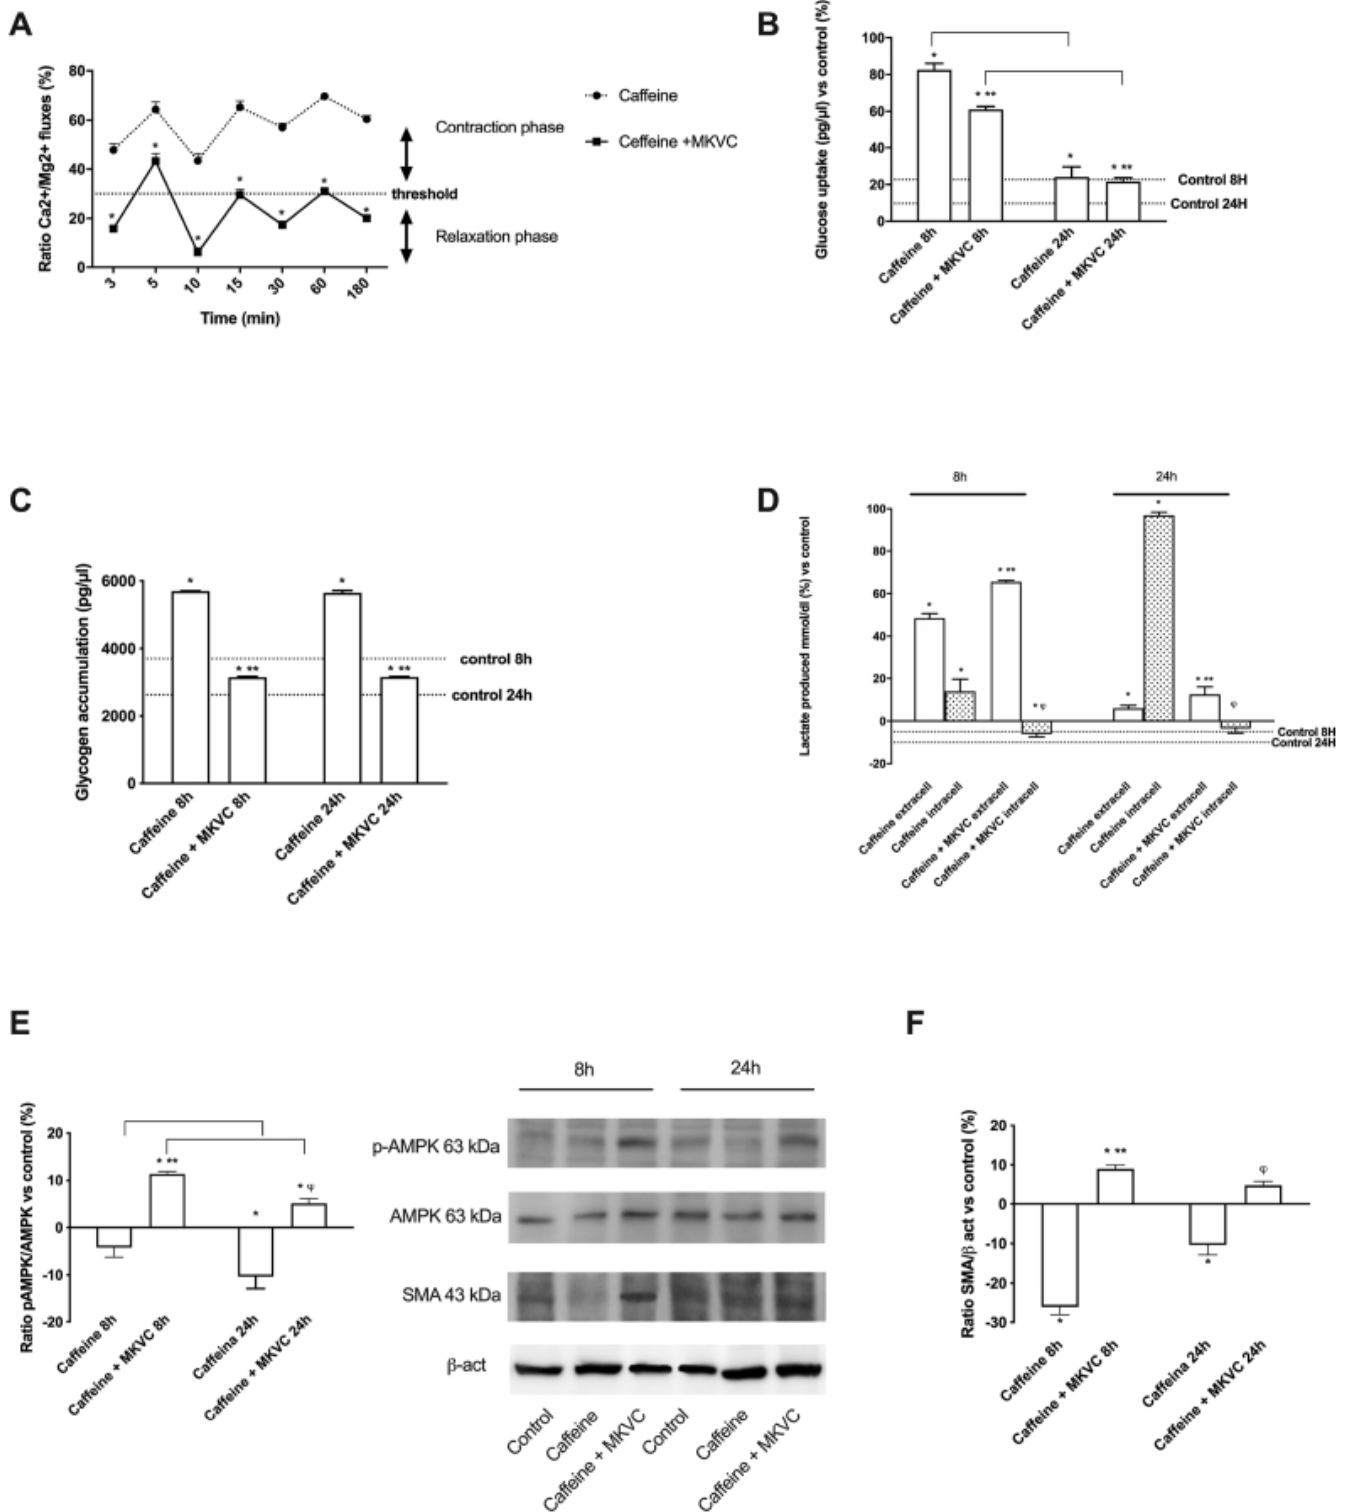 A
Ratio Ca2+/Mg2+ fluxes (%)
80
60
40
20
0
* * * * * * *
3 5 10 15 30 60 180
Time (min)
Caffeine
Ceffeine +MKVC
Contraction phase
threshold
Relaxation phase
B
Glucose uptake (pg/µl) vs control (%)
100
80
60
40
20
0
*
* **
*
* **
Control 8H
Control 24H
Caffeine 8h
Caffeine + MKVC 8h
Caffeine 24h
Caffeine + MKVC 24h
C
Glycogen accumulation (pg/µl)
6000
4000
2000
0
*
* **
*
* **
control 8h
control 24h
Caffeine 8h
Caffeine + MKVC 8h
Caffeine 24h
Caffeine + MKVC 24h
D
8h 24h
Lactate produced mmol/dl (%) vs control
100
80
60
40
20
0
-20
*
*
* **
* φ
*
*
* **
φ
Control 8H
Control 24H
Caffeine extracell
Caffeine intracell
Caffeine + MKVC extracell
Caffeine + MKVC intracell
Caffeine extracell
Caffeine intracell
Caffeine + MKVC extracell
Caffeine + MKVC intracell
E
Ratio pAMPK/AMPK vs control (%)
20
10
0
-10
-20
* **
*
* φ
Caffeine 8h
Caffeine + MKVC 8h
Caffeina 24h
Caffeine + MKVC 24h
8h 24h
p-AMPK 63 kDa
AMPK 63 kDa
SMA 43 kDa
β-act
Control
Caffeine
Caffeine + MKVC
Control
Caffeine
Caffeine + MKVC
F
Ratio SMA/β act vs control (%)
20
10
0
-10
-20
-30
*
* **
*
φ
Caffeine 8h
Caffeine + MKVC 8h
Caffeina 24h
Caffeine + MKVC 24h